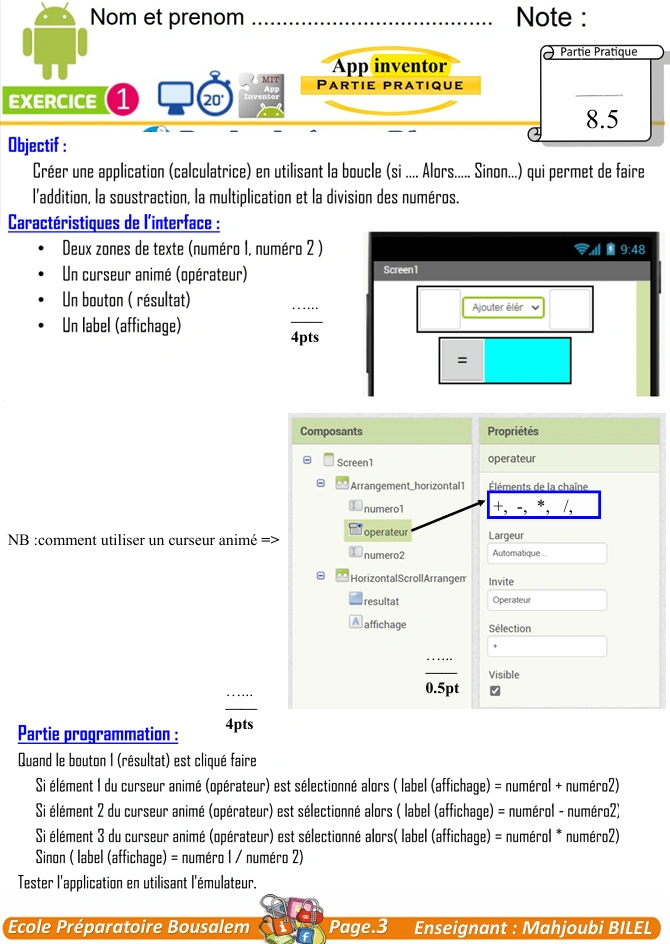 Nom et prenom ....................................... Note :
Partie Pratique
App inventor
PARTIE PRATIQUE
EXERCICE 1
20'
MIT
App
Inventor
8.5
Objectif :
Créer une application (calculatrice) en utilisant la boucle (si .... Alors..... Sinon...) qui permet de faire
l'addition, la soustraction, la multiplication et la division des numéros.
Caractéristiques de l'interface :
• Deux zones de texte (numéro 1, numéro 2 )
• Un curseur animé (opérateur)
• Un bouton ( résultat)
• Un label (affichage)
…...
4pts
9:48
Screen1
Ajouter élér
=
Composants
Screen1
Arrangement_horizontal1
numero1
operateur
numero2
HorizontalScrollArrangem
resultat
affichage
…...
0.5pt
Propriétés
operateur
Éléments de la chaîne
+, -, *, /,
Largeur
Automatique...
Invite
Operateur
Sélection
+
Visible
NB :comment utiliser un curseur animé =>
…...
4pts
Partie programmation :
Quand le bouton 1 (résultat) est cliqué faire
Si élément 1 du curseur animé (opérateur) est sélectionné alors ( label (affichage) = numéro1 + numéro2)
Si élément 2 du curseur animé (opérateur) est sélectionné alors ( label (affichage) = numéro1 - numéro2)
Si élément 3 du curseur animé (opérateur) est sélectionné alors( label (affichage) = numéro1 * numéro2)
Sinon ( label (affichage) = numéro 1 / numéro 2)
Tester l'application en utilisant l'émulateur.
Ecole Préparatoire Bousalem Page.3 Enseignant : Mahjoubi BILEL